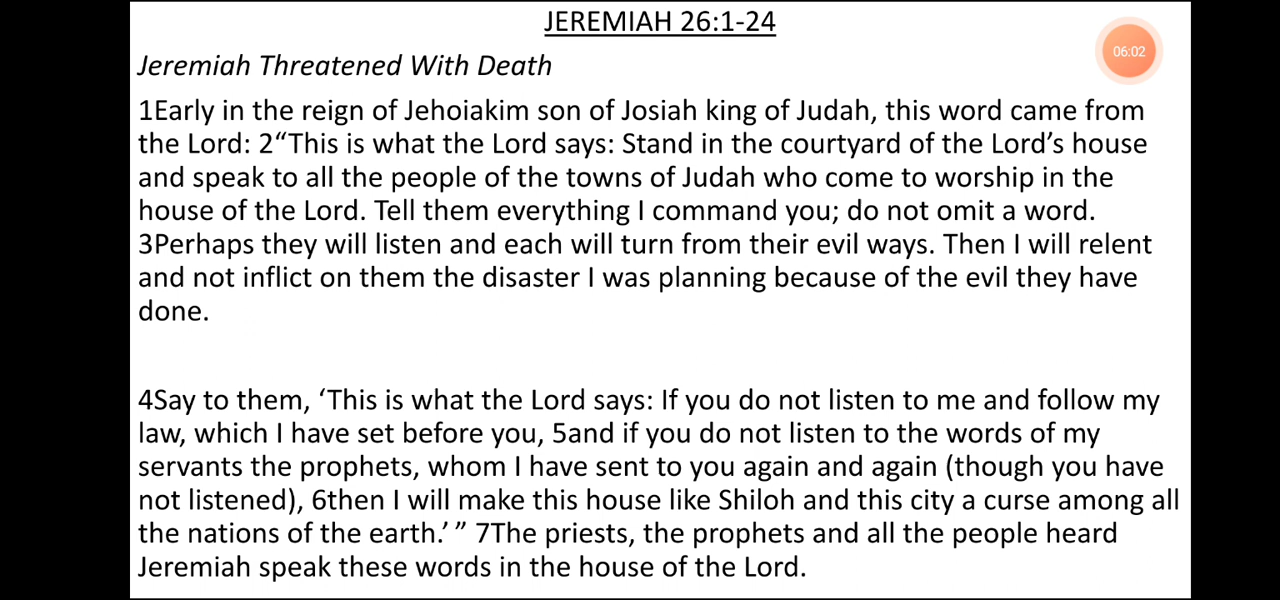 JEREMIAH 26:1-24
06:02
Jeremiah Threatened With Death
1Early in the reign of Jehoiakim son of Josiah king of Judah, this word came from
the Lord: 2“This is what the Lord says: Stand in the courtyard of the Lord’s house
and speak to all the people of the towns of Judah who come to worship in the
house of the Lord. Tell them everything I command you; do not omit a word.
3Perhaps they will listen and each will turn from their evil ways. Then I will relent
and not inflict on them the disaster I was planning because of the evil they have
done.
4Say to them, ‘This is what the Lord says: If you do not listen to me and follow my
law, which I have set before you, 5and if you do not listen to the words of my
servants the prophets, whom I have sent to you again and again (though you have
not listened), 6then I will make this house like Shiloh and this city a curse among all
the nations of the earth.’ ” 7The priests, the prophets and all the people heard
Jeremiah speak these words in the house of the Lord.